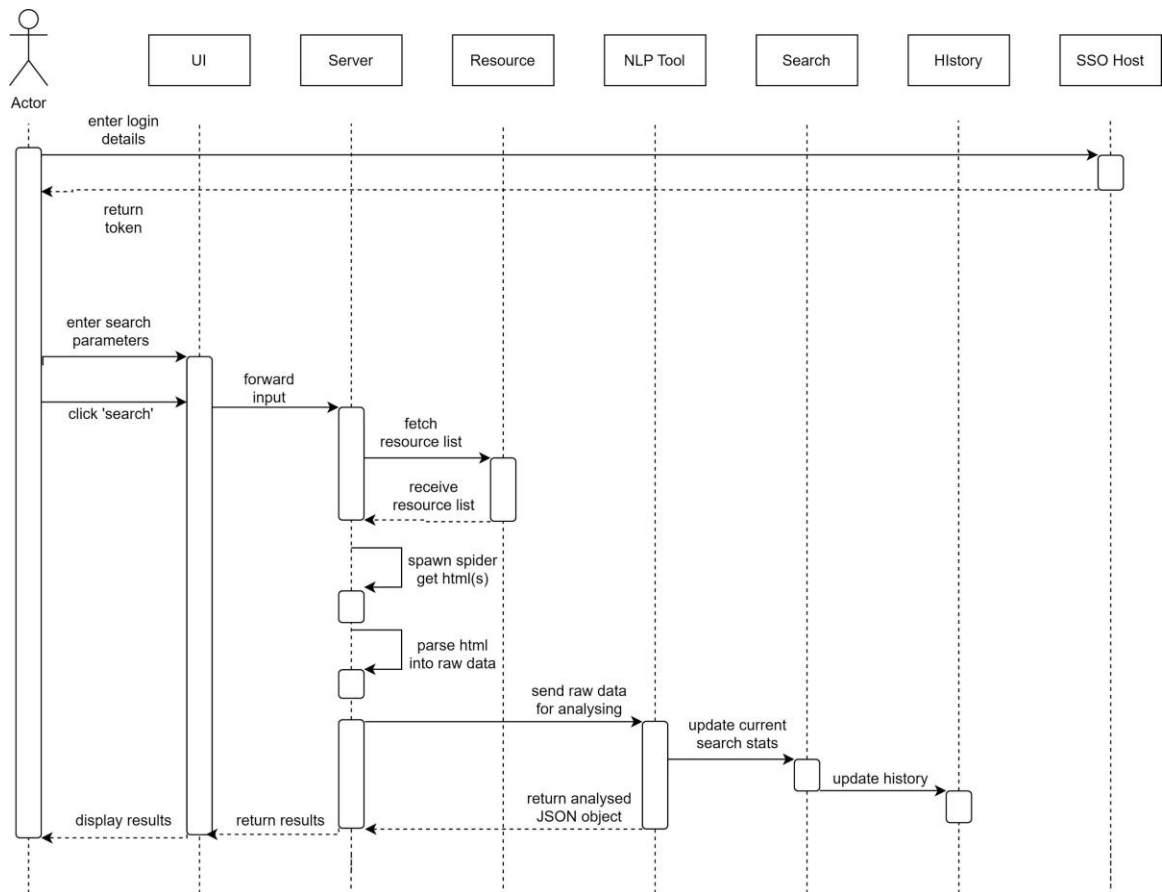 UI
Server
Resource
NLP Tool
Search
HIstory
SSO Host
Actor
enter login
details
return
token
enter search
parameters
click 'search'
forward
input
fetch
resource list
receive
resource list
spawn spider
get html(s)
parse html
into raw data
send raw data
for analysing
update current
search stats
update history
return analysed
JSON object
return results
display results